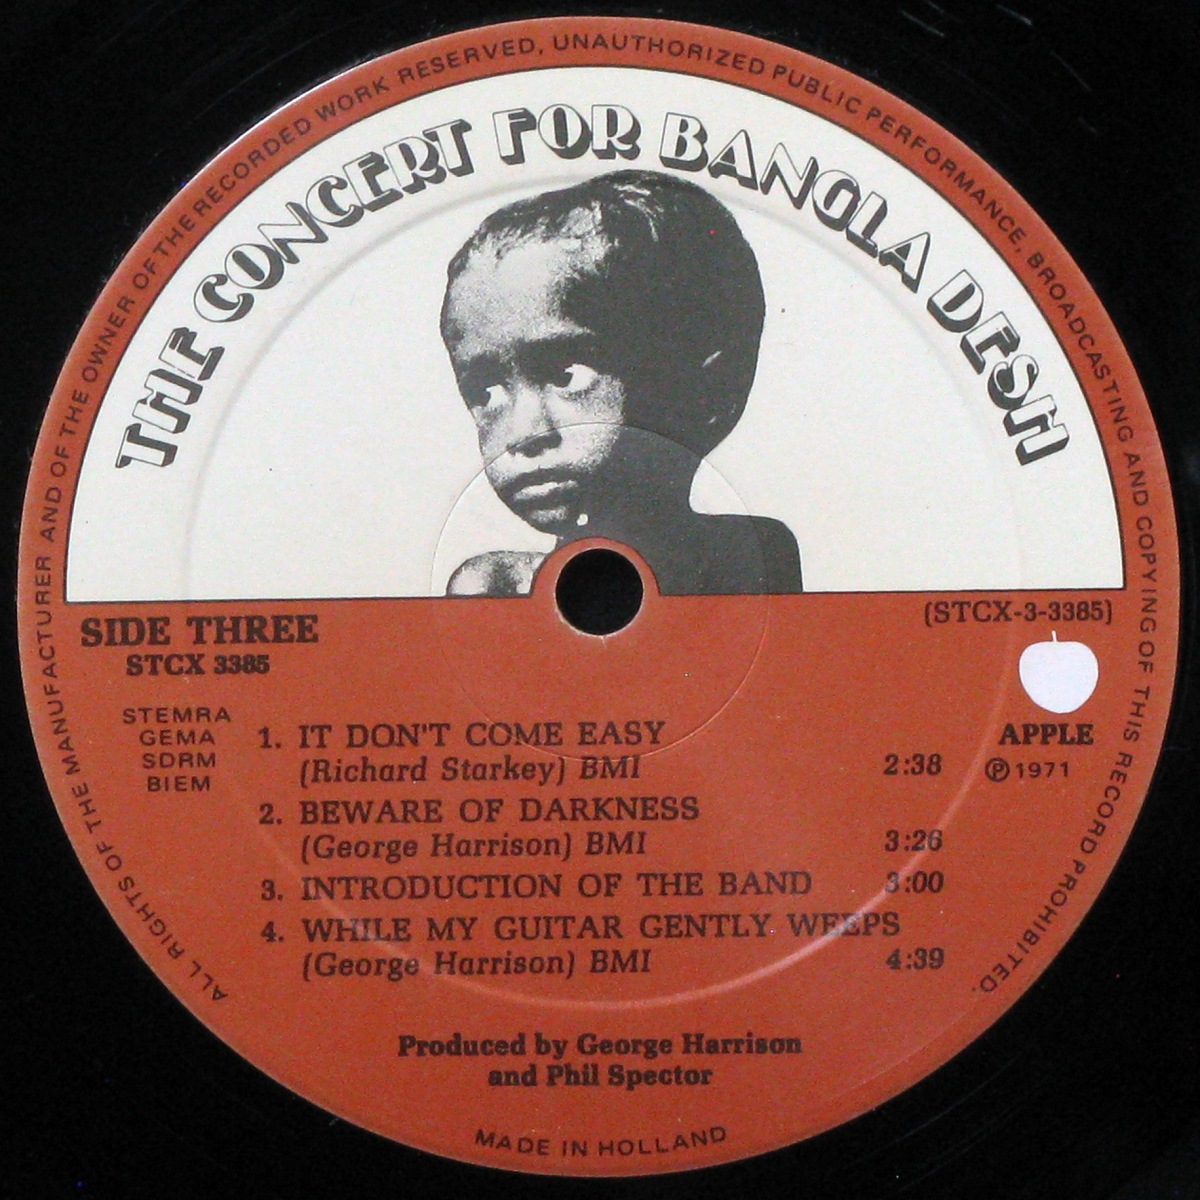 ALL RIGHTS OF THE MANUFACTURER AND OF THE OWNER OF THE RECORDED WORK RESERVED, UNAUTHORIZED PUBLIC PERFORMANCE, BROADCASTING AND COPYING OF THIS RECORD PROHIBITED.
THE CONCERT FOR BANGLA DESH
SIDE THREE
STCX 3385
(STCX-3-3385)
STEMRA
GEMA
SDRM
BIEM
APPLE
℗ 1971
1. IT DON'T COME EASY
(Richard Starkey) BMI 2:38
2. BEWARE OF DARKNESS
(George Harrison) BMI 3:26
3. INTRODUCTION OF THE BAND 3:00
4. WHILE MY GUITAR GENTLY WEEPS
(George Harrison) BMI 4:39
Produced by George Harrison
and Phil Spector
MADE IN HOLLAND